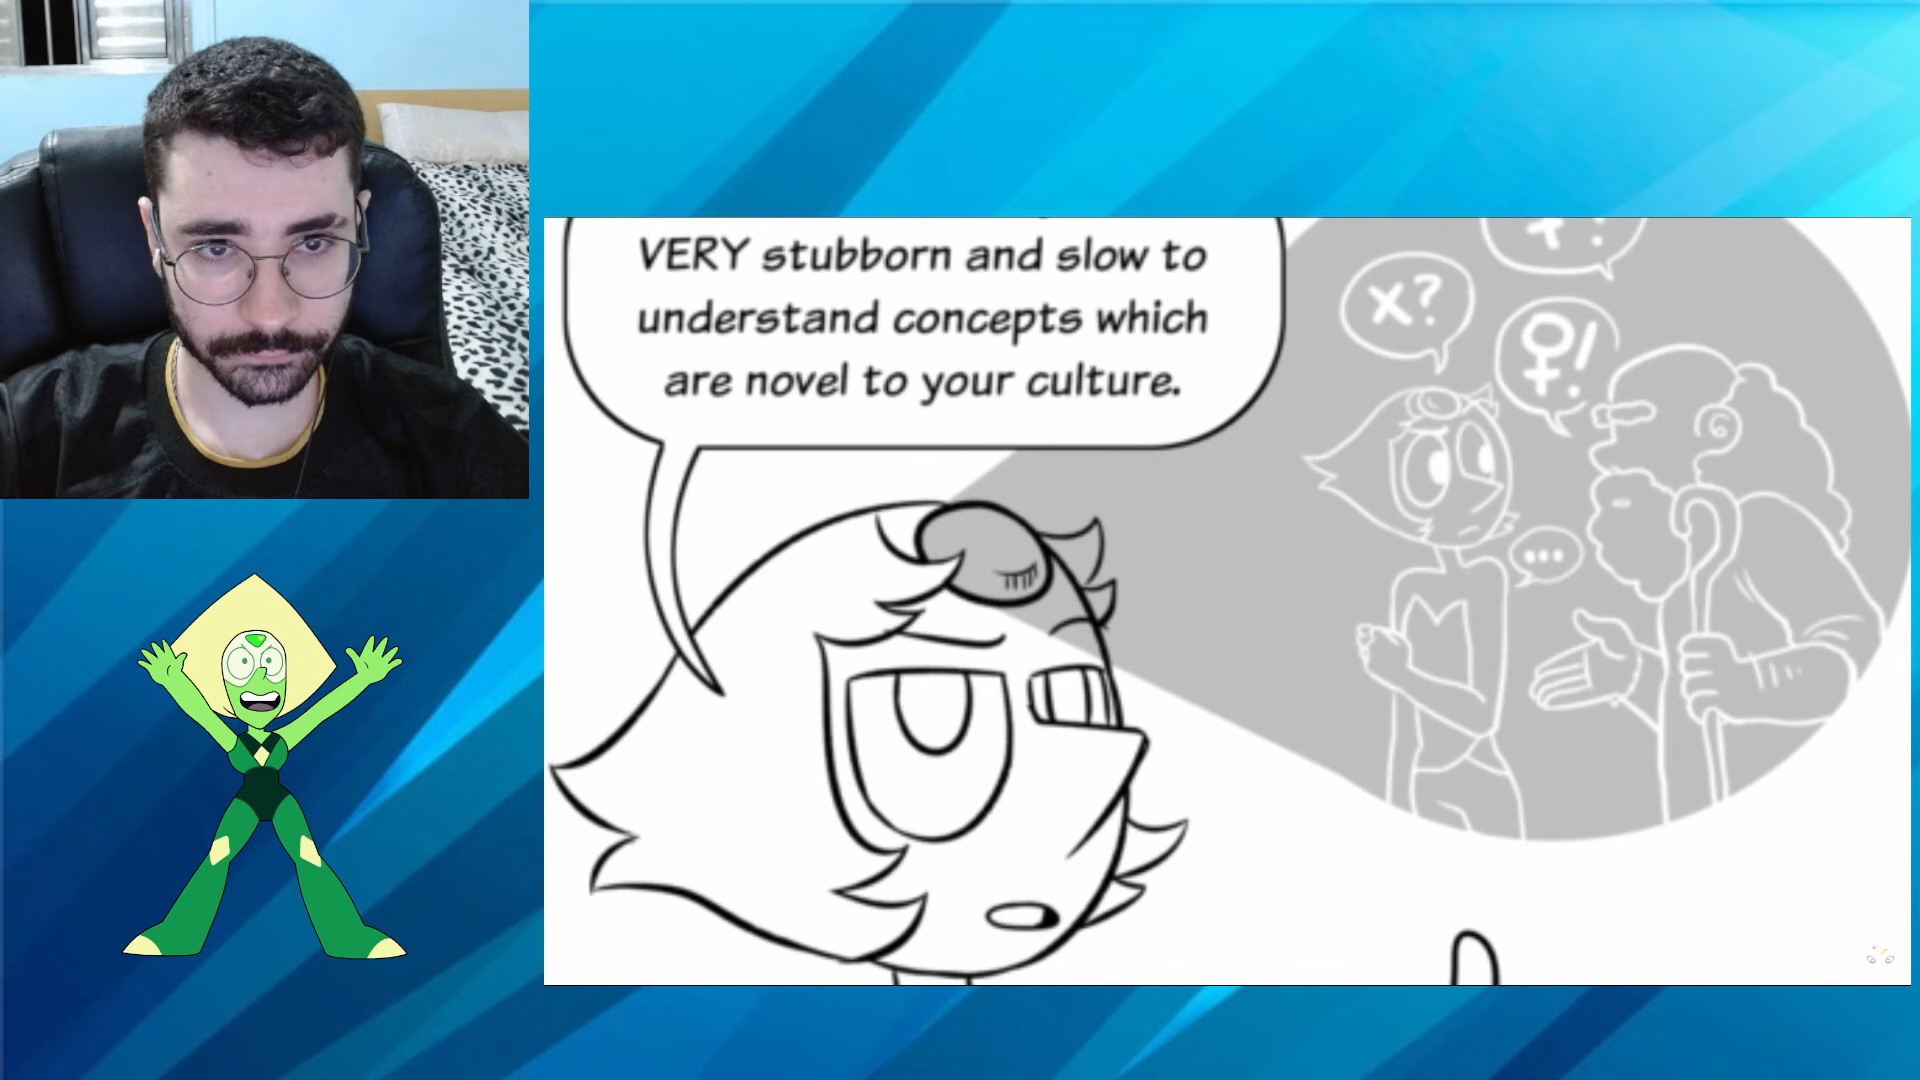 VERY stubborn and slow to
understand concepts which
are novel to your culture.
x?
♀!
...